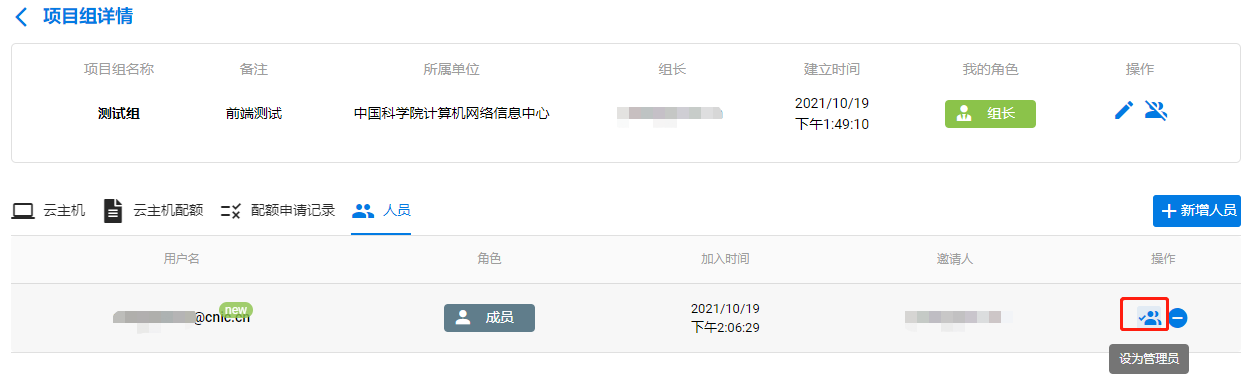 项目组详情
项目组名称 备注 所属单位 组长 建立时间 我的角色 操作
测试组 前端测试 中国科学院计算机网络信息中心 2021/10/19 组长
下午1:49:10
云主机 云主机配额 配额申请记录 人员 新增人员
用户名 角色 加入时间 邀请人 操作
new
@cnic.cn 成员 2021/10/19
下午2:06:29
设为管理员